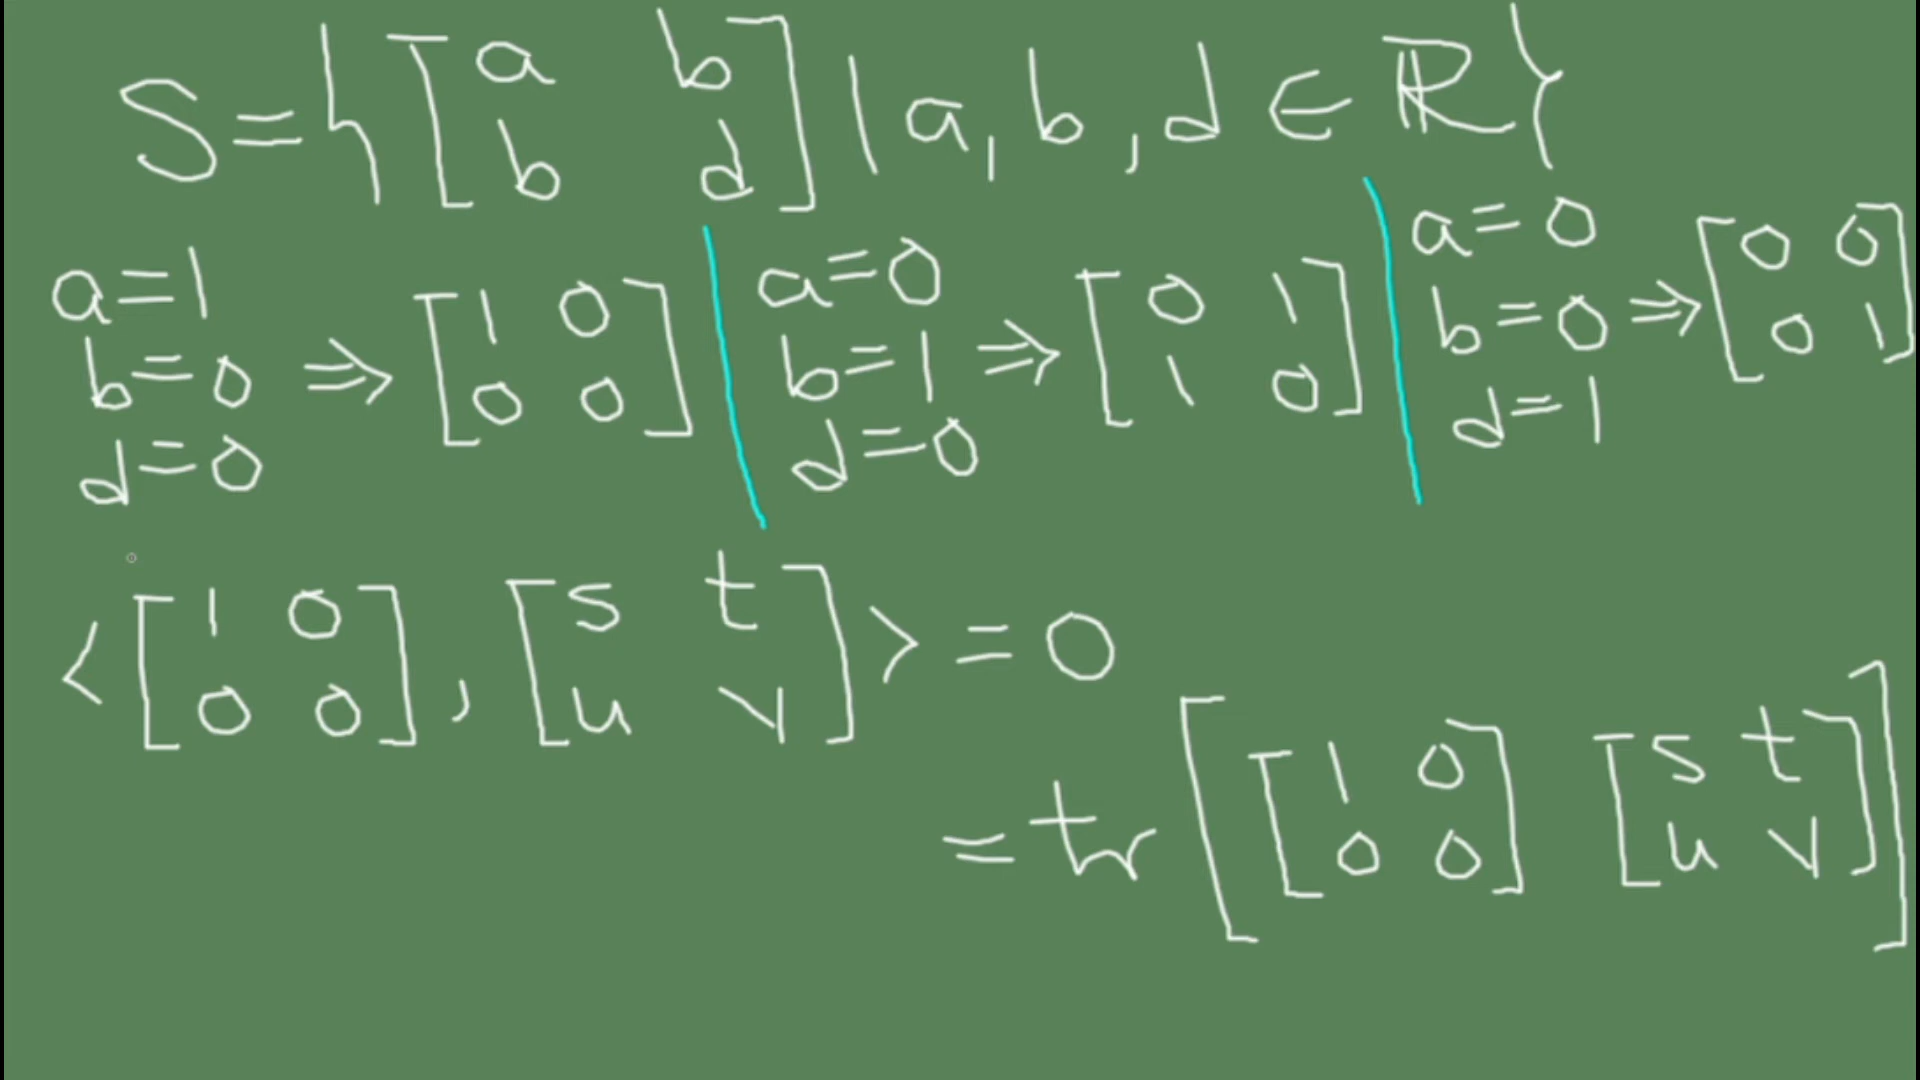 S = { [ a b ; b d ] | a, b, d ∈ ℝ }
a = 1
b = 0 ⇒ [ 1 0 ; 0 0 ]
d = 0
a = 0
b = 1 ⇒ [ 0 1 ; 1 0 ]
d = 0
a = 0
b = 0 ⇒ [ 0 0 ; 0 1 ]
d = 1
< [ 1 0 ; 0 0 ] , [ s t ; u v ] > = 0
= tr [ [ 1 0 ; 0 0 ] [ s t ; u v ] ]